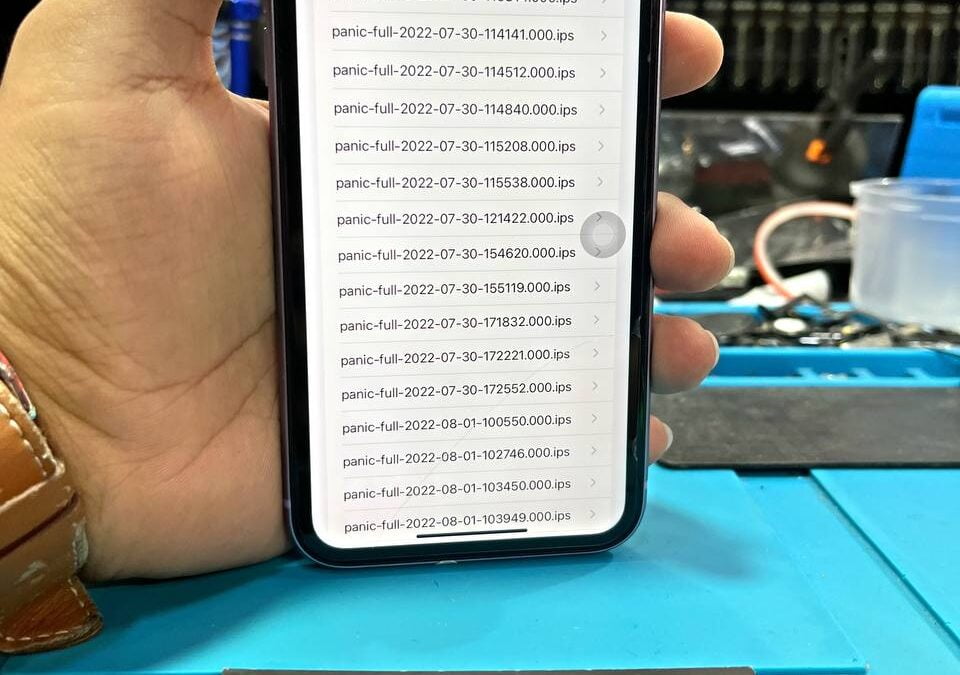 panic-full-2022-07-30-114141.000.ips
panic-full-2022-07-30-114512.000.ips
panic-full-2022-07-30-114840.000.ips
panic-full-2022-07-30-115208.000.ips
panic-full-2022-07-30-115538.000.ips
panic-full-2022-07-30-121422.000.ips
panic-full-2022-07-30-154620.000.ips
panic-full-2022-07-30-155119.000.ips
panic-full-2022-07-30-171832.000.ips
panic-full-2022-07-30-172221.000.ips
panic-full-2022-07-30-172552.000.ips
panic-full-2022-08-01-100550.000.ips
panic-full-2022-08-01-102746.000.ips
panic-full-2022-08-01-103450.000.ips
panic-full-2022-08-01-103949.000.ips